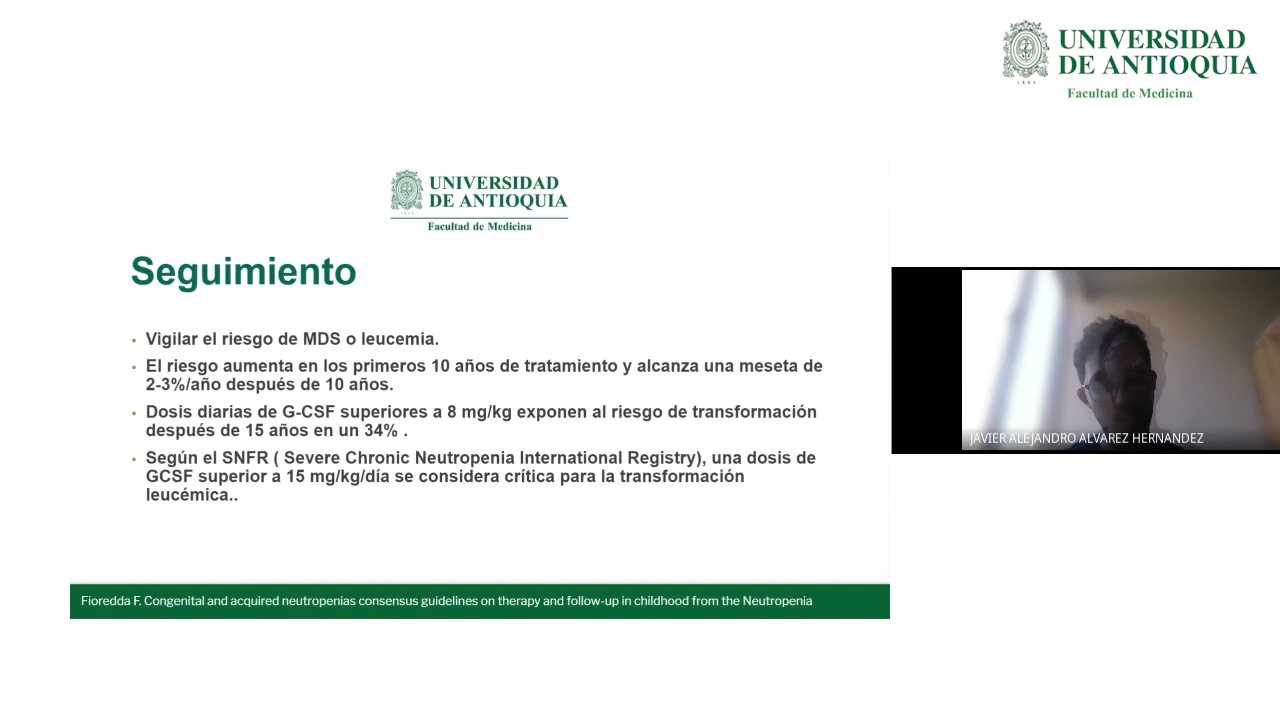 UNIVERSIDAD
DE ANTIOQUIA
1803
Facultad de Medicina
UNIVERSIDAD
DE ANTIOQUIA
1803
Facultad de Medicina
Seguimiento
• Vigilar el riesgo de MDS o leucemia.
• El riesgo aumenta en los primeros 10 años de tratamiento y alcanza una meseta de
2-3%/año después de 10 años.
• Dosis diarias de G-CSF superiores a 8 mg/kg exponen al riesgo de transformación
después de 15 años en un 34% .
• Según el SNFR ( Severe Chronic Neutropenia International Registry), una dosis de
GCSF superior a 15 mg/kg/día se considera crítica para la transformación
leucémica..
JAVIER ALEJANDRO ALVAREZ HERNANDEZ
Fioredda F. Congenital and acquired neutropenias consensus guidelines on therapy and follow-up in childhood from the Neutropenia